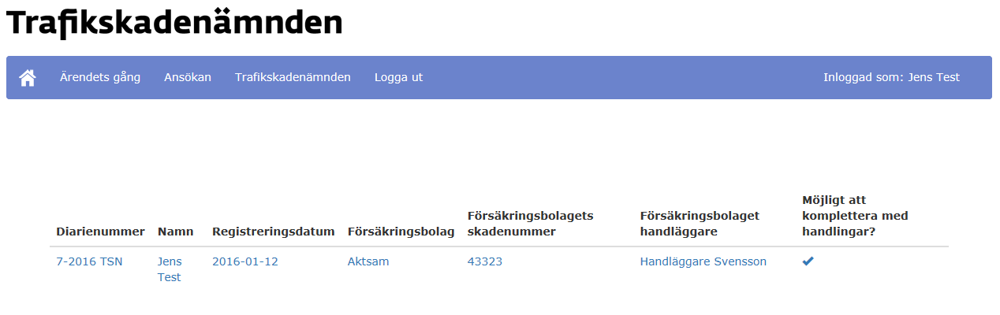 Trafikskadenämnden
Ärendets gång Ansökan Trafikskadenämnden Logga ut Inloggad som: Jens Test
Diarienummer Namn Registreringsdatum Försäkringsbolag Försäkringsbolagets skadenummer Försäkringsbolaget handläggare Möjligt att komplettera med handlingar?
7-2016 TSN Jens Test 2016-01-12 Aktsam 43323 Handläggare Svensson